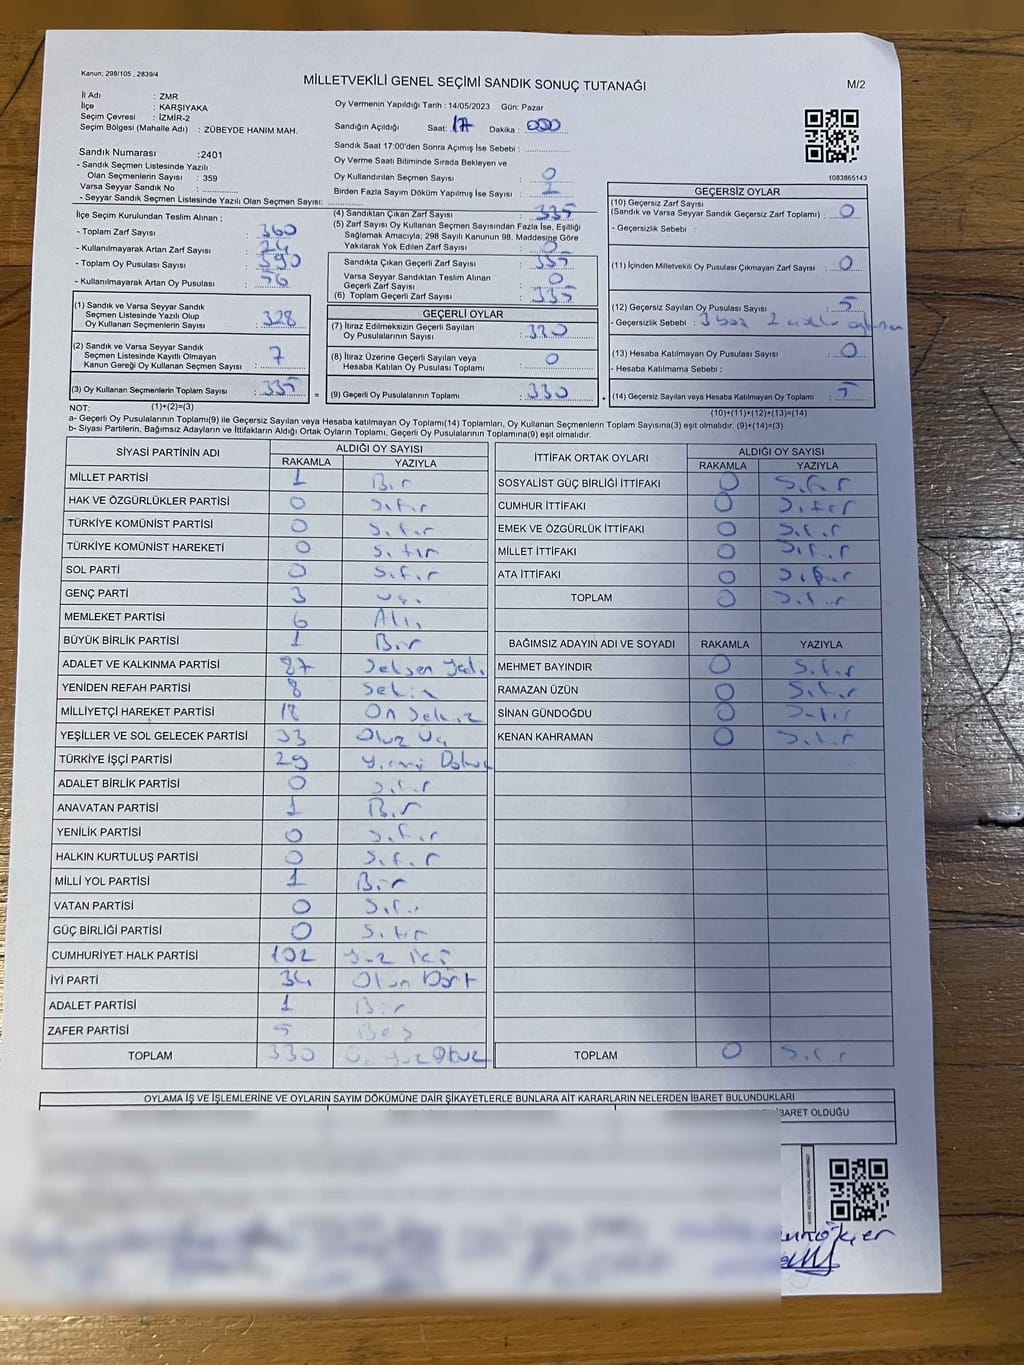 Kanun; 298/105 , 2839/4
MİLLETVEKİLİ GENEL SEÇİMİ SANDIK SONUÇ TUTANAĞI
M/2
İl Adı : ZMR
İlçe : KARŞIYAKA
Seçim Çevresi : İZMİR-2
Seçim Bölgesi (Mahalle Adı) : ZÜBEYDE HANIM MAH.
Oy Vermenin Yapıldığı Tarih : 14/05/2023 Gün: Pazar
Sandığın Açıldığı Saat: 17 Dakika : 000
Sandık Saat 17:00'den Sonra Açımış İse Sebebi :
Oy Verme Saati Bitiminde Sırada Bekleyen ve
Oy Kullandırılan Seçmen Sayısı : 0
Birden Fazla Sayım Döküm Yapılmış İse Sayısı : 1
1083865143
Sandık Numarası :2401
- Sandık Seçmen Listesinde Yazılı
Olan Seçmenlerin Sayısı : 359
Varsa Seyyar Sandık No :
- Seyyar Sandık Seçmen Listesinde Yazılı Olan Seçmen Sayısı:
İlçe Seçim Kurulundan Teslim Alınan ;
- Toplam Zarf Sayısı : 360
- Kullanılmayarak Artan Zarf Sayısı : 24
- Toplam Oy Pusulası Sayısı : 390
- Kullanılmayarak Artan Oy Pusulası : 56
(1) Sandık ve Varsa Seyyar Sandık
Seçmen Listesinde Yazılı Olup
Oy Kullanan Seçmenlerin Sayısı : 328
(2) Sandık ve Varsa Seyyar Sandık
Seçmen Listesinde Kayıtlı Olmayan
Kanun Gereği Oy Kullanan Seçmen Sayısı : 7
(3) Oy Kullanan Seçmenlerin Toplam Sayısı : 335
(1)+(2)=(3)
(4) Sandıktan Çıkan Zarf Sayısı : 335
(5) Zarf Sayısı Oy Kullanan Seçmen Sayısından Fazla İse, Eşitliği
Sağlamak Amacıyla; 298 Sayılı Kanunun 98. Maddesine Göre
Yakılarak Yok Edilen Zarf Sayısı : 0
Sandıkta Çıkan Geçerli Zarf Sayısı : 335
Varsa Seyyar Sandıktan Teslim Alınan
Geçerli Zarf Sayısı : 0
(6) Toplam Geçerli Zarf Sayısı : 335
GEÇERLİ OYLAR
(7) İtiraz Edilmeksizin Geçerli Sayılan
Oy Pusulalarının Sayısı : 330
(8) İtiraz Üzerine Geçerli Sayılan veya
Hesaba Katılan Oy Pusulası Toplamı : 0
= (9) Geçerli Oy Pusulalarının Toplamı : 330
GEÇERSİZ OYLAR
(10) Geçersiz Zarf Sayısı
(Sandık ve Varsa Seyyar Sandık Geçersiz Zarf Toplamı) : 0
- Geçersizlik Sebebi :
(11) İçinden Milletvekili Oy Pusulası Çıkmayan Zarf Sayısı : 0
(12) Geçersiz Sayılan Oy Pusulası Sayısı : 5
- Geçersizlik Sebebi : 3 boş 2
(13) Hesaba Katılmayan Oy Pusulası Sayısı : 0
- Hesaba Katılmama Sebebi :
+ (14) Geçersiz Sayılan veya Hesaba Katılmayan Oy Toplamı : 5
(10)+(11)+(12)+(13)=(14)
NOT:
a- Geçerli Oy Pusulalarının Toplamı(9) ile Geçersiz Sayılan veya Hesaba katılmayan Oy Toplamı(14) Toplamları, Oy Kullanan Seçmenlerin Toplam Sayısına(3) eşit olmalıdır. (9)+(14)=(3)
b- Siyasi Partilerin, Bağımsız Adayların ve İttifakların Aldığı Ortak Oyların Toplamı, Geçerli Oy Pusulalarının Toplamına(9) eşit olmalıdır.
SİYASİ PARTİNİN ADI ALDIĞI OY SAYISI
RAKAMLA YAZIYLA
MİLLET PARTİSİ 1 Bir
HAK VE ÖZGÜRLÜKLER PARTİSİ 0 Sıfır
TÜRKİYE KOMÜNİST PARTİSİ 0 Sıfır
TÜRKİYE KOMÜNİST HAREKETİ 0 Sıfır
SOL PARTİ 0 Sıfır
GENÇ PARTİ 3 Üç
MEMLEKET PARTİSİ 6 Altı
BÜYÜK BİRLİK PARTİSİ 1 Bir
ADALET VE KALKINMA PARTİSİ 87 Seksen Yedi
YENİDEN REFAH PARTİSİ 8 Sekiz
MİLLİYETÇİ HAREKET PARTİSİ 18 On Sekiz
YEŞİLLER VE SOL GELECEK PARTİSİ 33 Otuz Üç
TÜRKİYE İŞÇİ PARTİSİ 29 Yirmi Dokuz
ADALET BİRLİK PARTİSİ 0 Sıfır
ANAVATAN PARTİSİ 1 Bir
YENİLİK PARTİSİ 0 Sıfır
HALKIN KURTULUŞ PARTİSİ 0 Sıfır
MİLLİ YOL PARTİSİ 1 Bir
VATAN PARTİSİ 0 Sıfır
GÜÇ BİRLİĞİ PARTİSİ 0 Sıfır
CUMHURİYET HALK PARTİSİ 102 Yüz iki
İYİ PARTİ 34 Otuz Dört
ADALET PARTİSİ 1 Bir
ZAFER PARTİSİ 5 Beş
TOPLAM 330 Üç Yüz Otuz
İTTİFAK ORTAK OYLARI ALDIĞI OY SAYISI
RAKAMLA YAZIYLA
SOSYALİST GÜÇ BİRLİĞİ İTTİFAKI 0 Sıfır
CUMHUR İTTİFAKI 0 Sıfır
EMEK VE ÖZGÜRLÜK İTTİFAKI 0 Sıfır
MİLLET İTTİFAKI 0 Sıfır
ATA İTTİFAKI 0 Sıfır
TOPLAM 0 Sıfır
BAĞIMSIZ ADAYIN ADI VE SOYADI RAKAMLA YAZIYLA
MEHMET BAYINDIR 0 Sıfır
RAMAZAN ÜZÜN 0 Sıfır
SİNAN GÜNDOĞDU 0 Sıfır
KENAN KAHRAMAN 0 Sıfır
TOPLAM 0 Sıfır
OYLAMA İŞ VE İŞLEMLERİNE VE OYLARIN SAYIM DÖKÜMÜNE DAİR ŞİKAYETLERLE BUNLARA AİT KARARLARIN NELERDEN İBARET BULUNDUKLARI
İBARET OLDUĞU